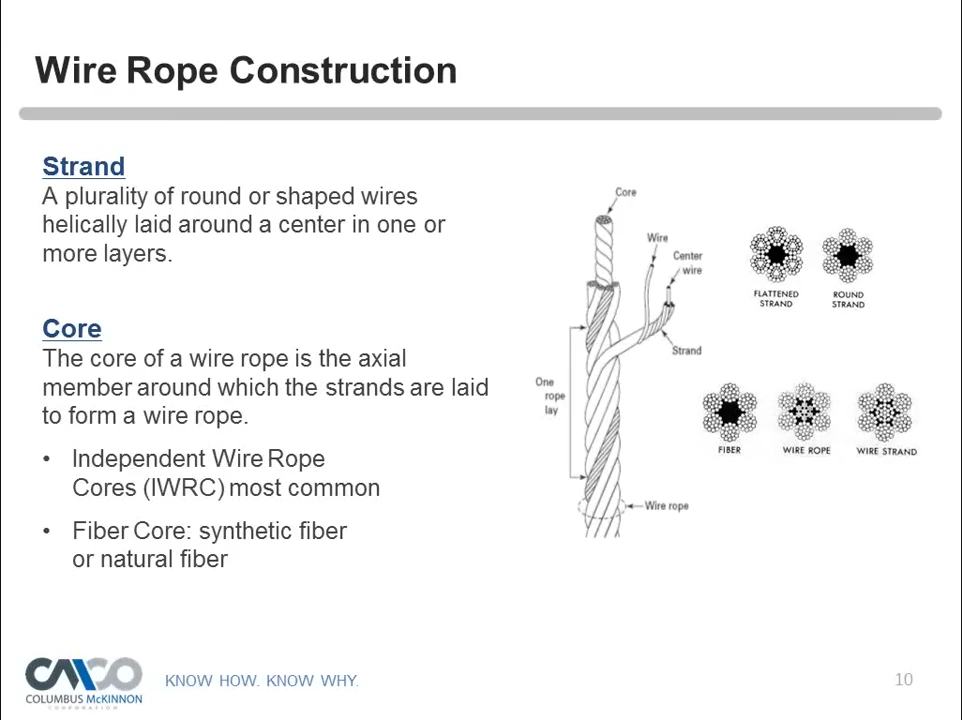 Wire Rope Construction
Strand
A plurality of round or shaped wires
helically laid around a center in one or
more layers.
Core
The core of a wire rope is the axial
member around which the strands are laid
to form a wire rope.
• Independent Wire Rope
Cores (IWRC) most common
• Fiber Core: synthetic fiber
or natural fiber
Core
Wire
Center
wire
Strand
One
rope
lay
Wire rope
FLATTENED
STRAND
ROUND
STRAND
FIBER
WIRE ROPE
WIRE STRAND
CMCO
COLUMBUS McKINNON
CORPORATION
KNOW HOW. KNOW WHY.
10